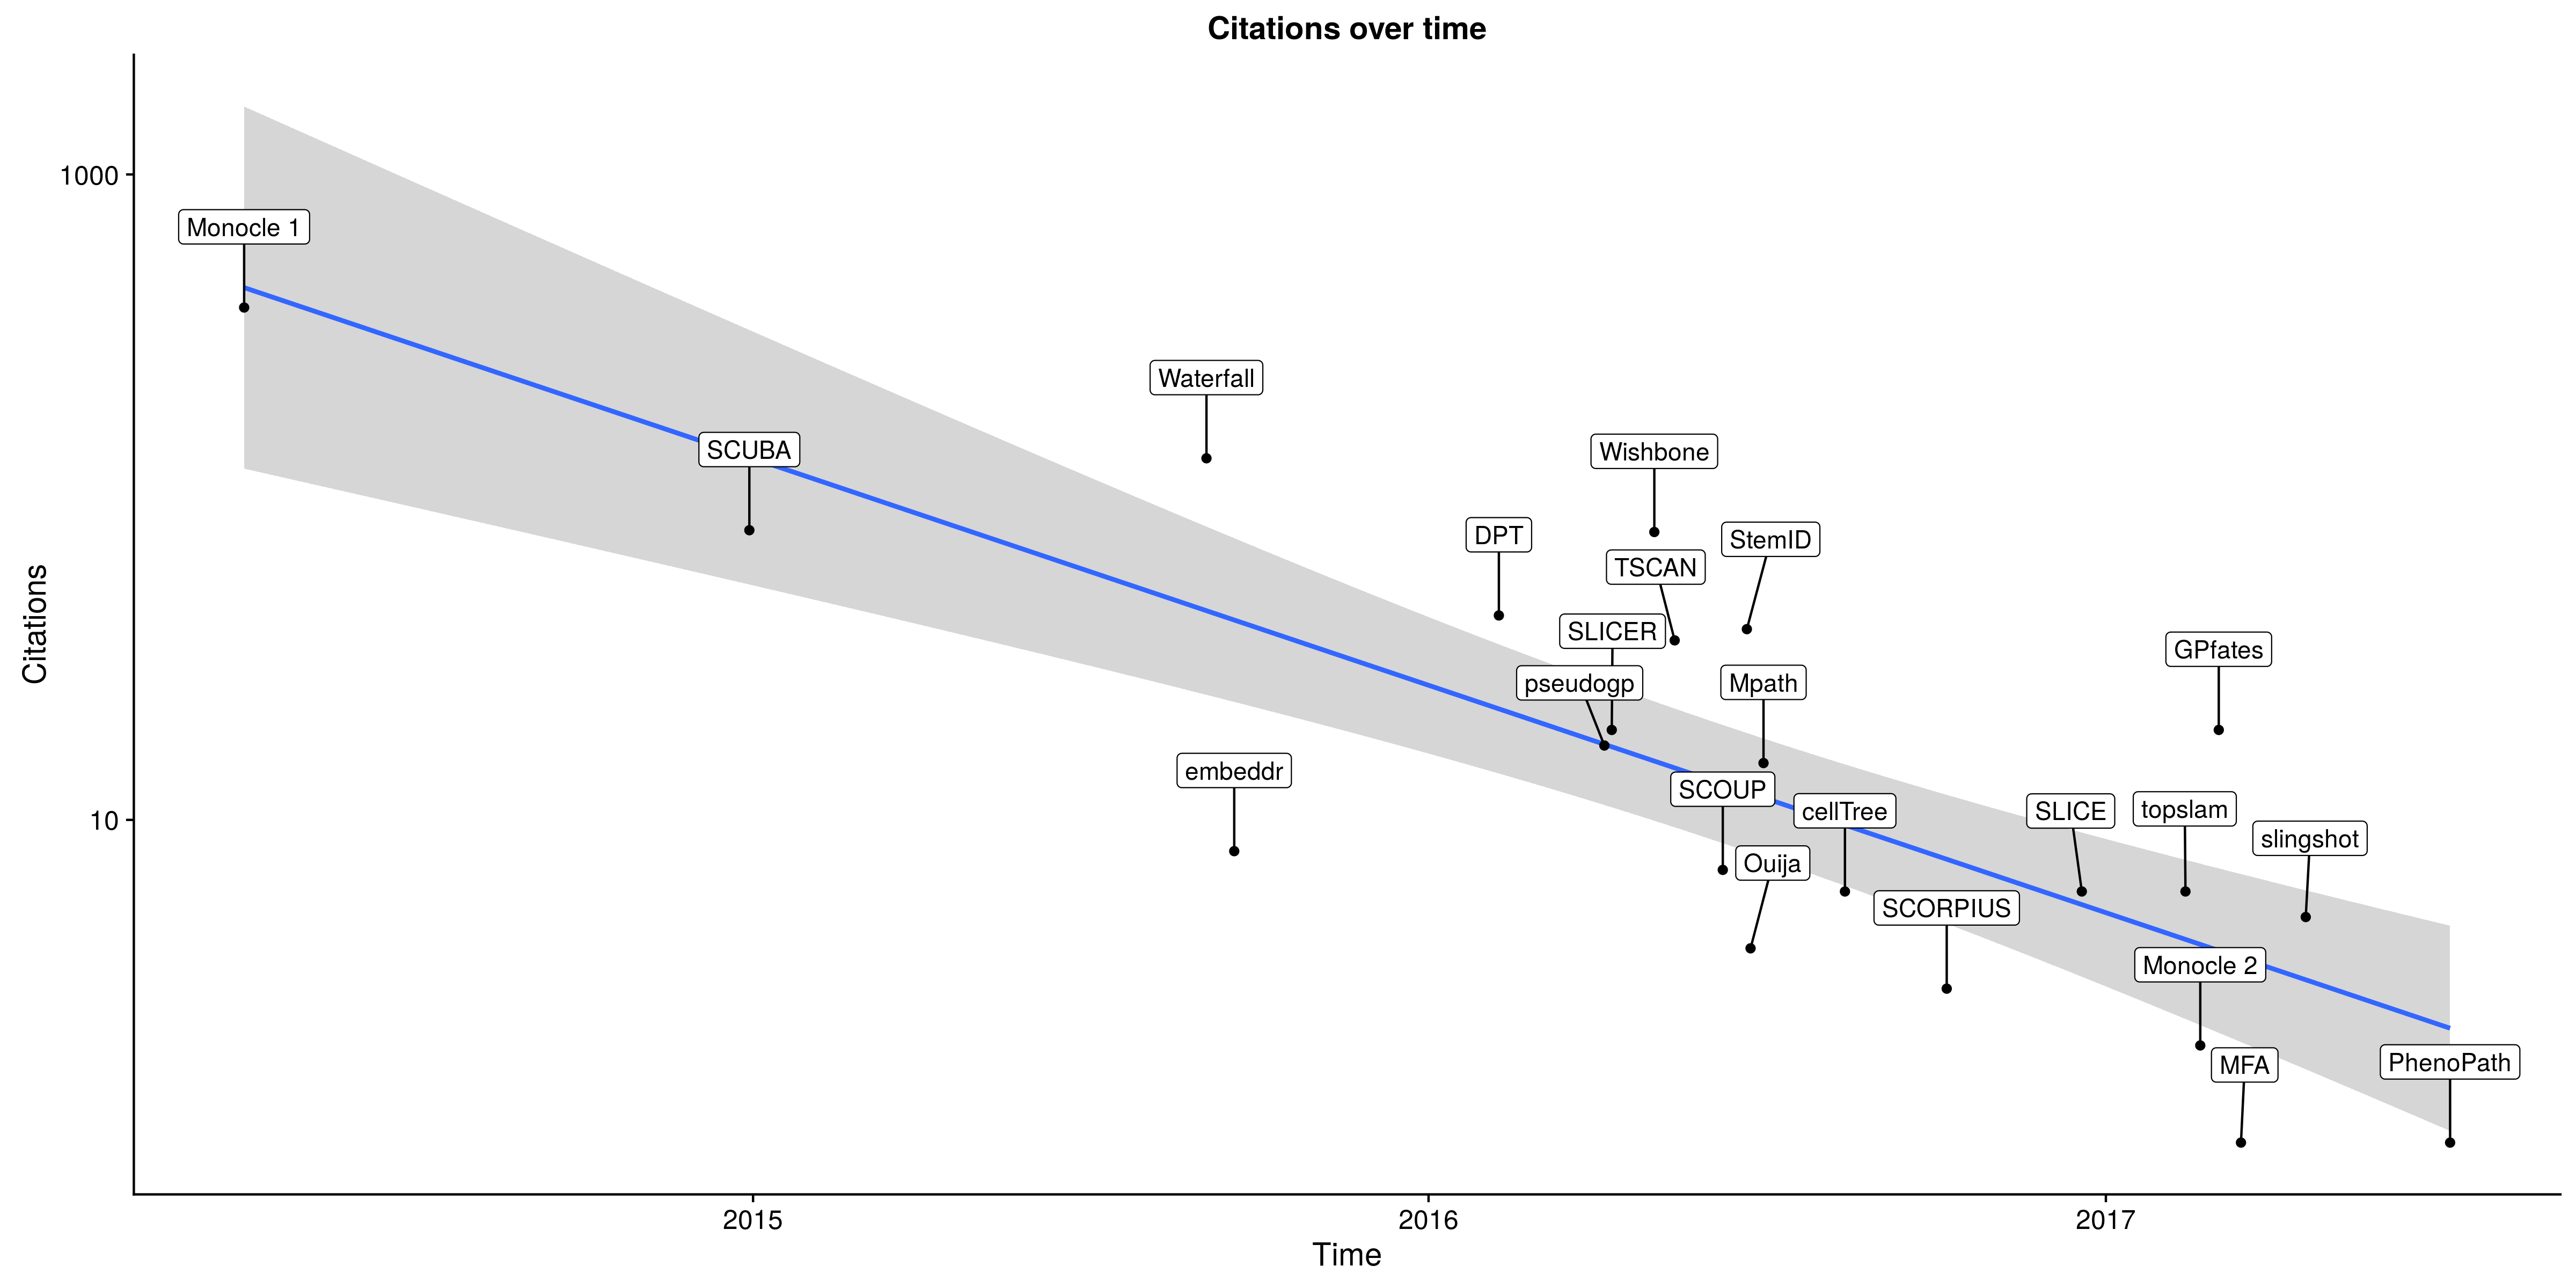 Citations over time
1000
10
Citations
Monocle 1
SCUBA
Waterfall
embeddr
DPT
Wishbone
TSCAN
StemID
SLICER
pseudogp
Mpath
SCOUP
cellTree
Ouija
SCORPIUS
GPfates
SLICE
topslam
slingshot
Monocle 2
MFA
PhenoPath
2015
2016
2017
Time